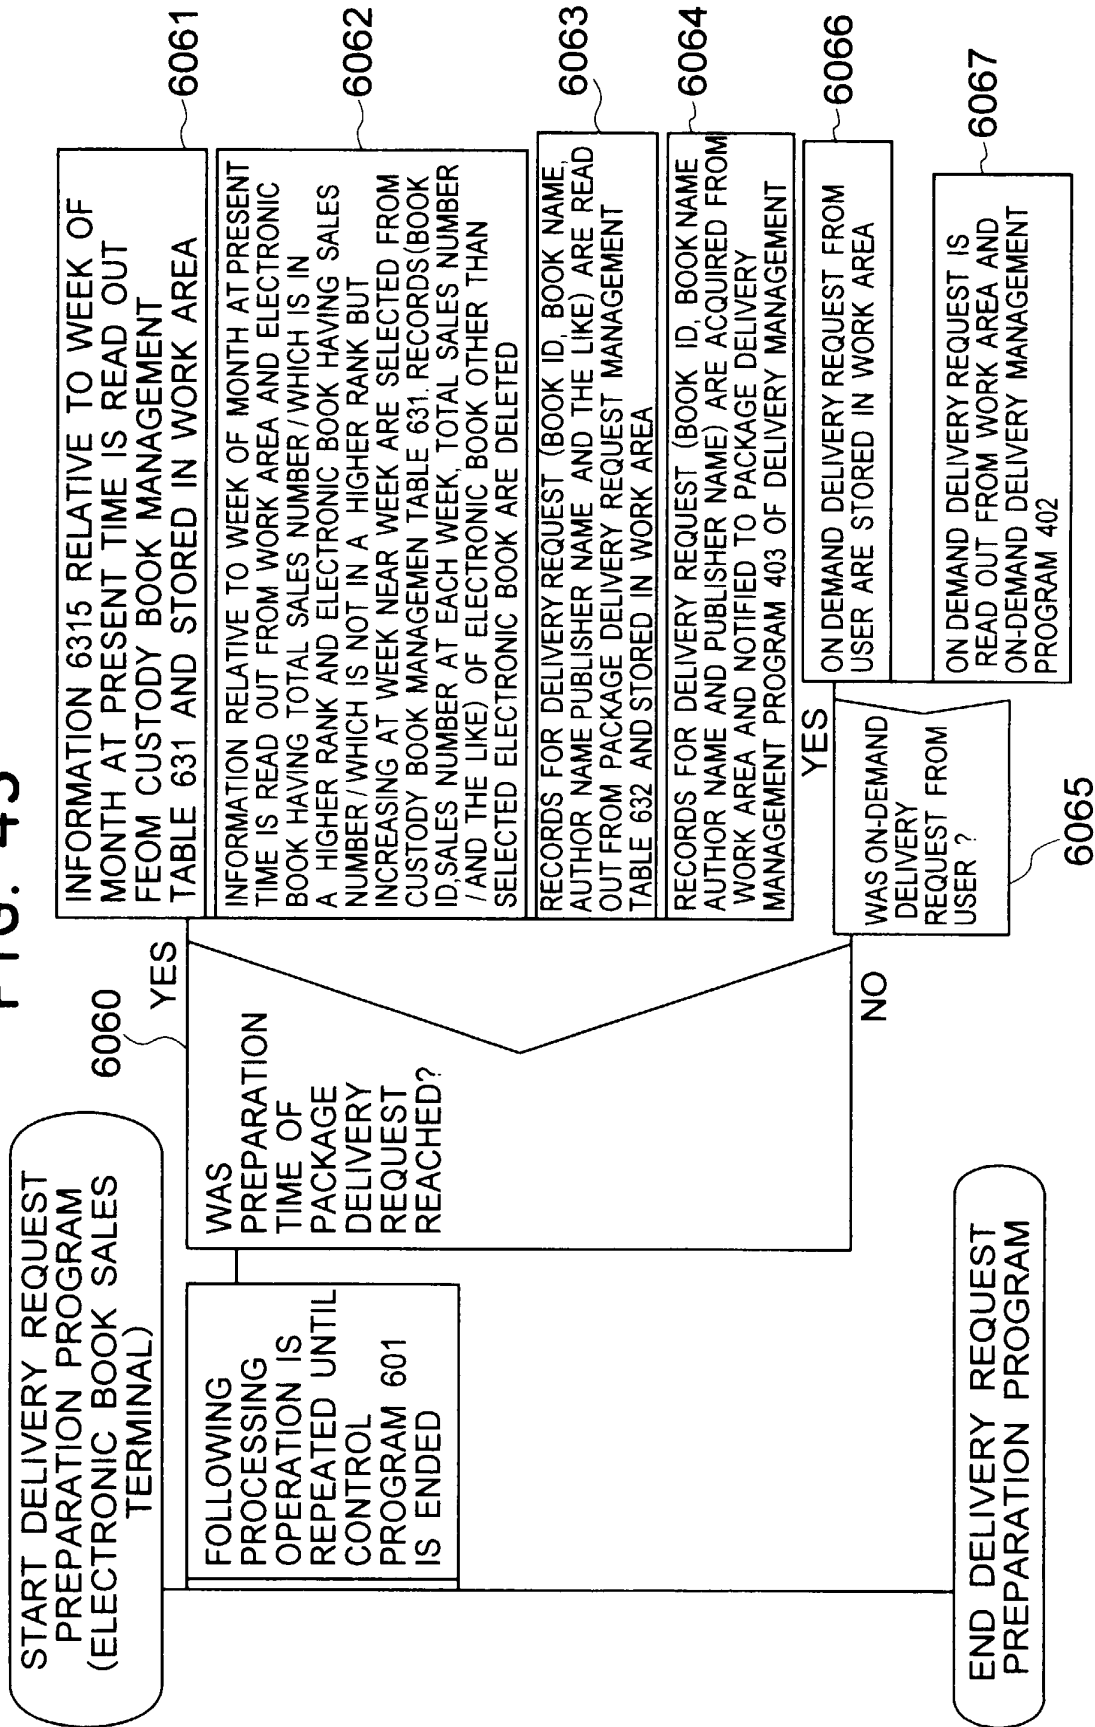 FIG. 43
START DELIVERY REQUEST
PREPARATION PROGRAM
(ELECTRONIC BOOK SALES
TERMINAL)
FOLLOWING
PROCESSING
OPERATION IS
REPEATED UNTIL
CONTROL
PROGRAM 601
IS ENDED
6060
WAS
PREPARATION
TIME OF
PACKAGE
DELIVERY
REQUEST
REACHED?
YES
NO
INFORMATION 6315 RELATIVE TO WEEK OF
MONTH AT PRESENT TIME IS READ OUT
FEOM CUSTODY BOOK MANAGEMENT
TABLE 631 AND STORED IN WORK AREA
6061
INFORMATION RELATIVE TO WEEK OF MONTH AT PRESENT
TIME IS READ OUT FROM WORK AREA AND ELECTRONIC
BOOK HAVING TOTAL SALES NUMBER/WHICH IS IN
A HIGHER RANK AND ELECTRONIC BOOK HAVING SALES
NUMBER/WHICH IS NOT IN A HIGHER RANK BUT
INCREASING AT WEEK NEAR WEEK ARE SELECTED FROM
CUSTODY BOOK MANAGEMEN TABLE 631. RECORDS(BOOK
ID,SALES NUMBER AT EACH WEEK, TOTAL SALES NUMBER
/AND THE LIKE) OF ELECTRONIC BOOK OTHER THAN
SELECTED ELECTRONIC BOOK ARE DELETED
6062
RECORDS FOR DELIVERY REQUEST (BOOK ID, BOOK NAME,
AUTHOR NAME PUBLISHER NAME AND THE LIKE) ARE READ
OUT FROM PACKAGE DELIVERY REQUEST MANAGEMENT
TABLE 632 AND STORED IN WORK AREA
6063
RECORDS FOR DELIVERY REQUEST (BOOK ID, BOOK NAME
AUTHOR NAME AND PUBLISHER NAME) ARE ACQUIRED FROM
WORK AREA AND NOTIFIED TO PACKAGE DELIVERY
MANAGEMENT PROGRAM 403 OF DELIVERY MANAGEMENT
6064
WAS ON-DEMAND
DELIVERY
REQUEST FROM
USER ?
6065
YES
ON DEMAND DELIVERY REQUEST FROM
USER ARE STORED IN WORK AREA
6066
ON DEMAND DELIVERY REQUEST IS
READ OUT FROM WORK AREA AND
ON-DEMAND DELIVERY MANAGEMENT
PROGRAM 402
6067
END DELIVERY REQUEST
PREPARATION PROGRAM